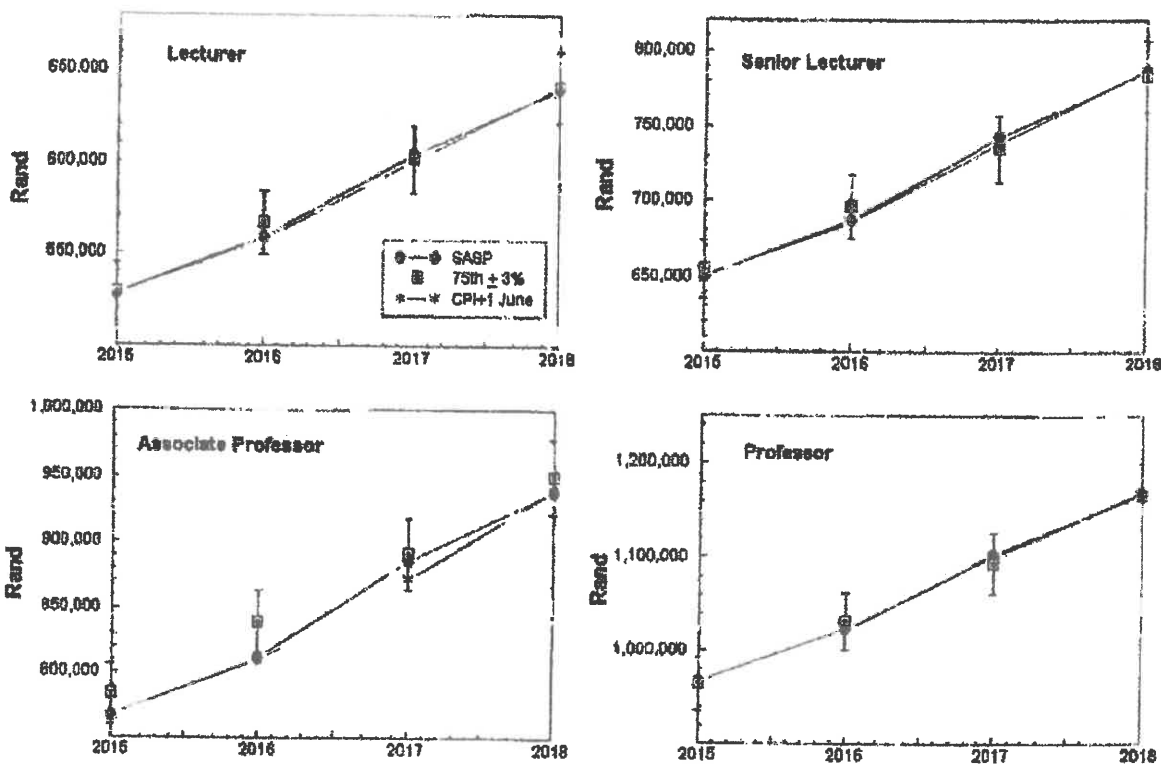 Lecturer
650,000
600,000
550,000
Rand
SASP
75th ± 3%
CPI+1 June
2015 2016 2017 2018
Senior Lecturer
800,000
750,000
700,000
650,000
Rand
2015 2016 2017 2018
Associate Professor
1,000,000
950,000
900,000
850,000
800,000
Rand
2015 2016 2017 2018
Professor
1,200,000
1,100,000
1,000,000
Rand
2015 2016 2017 2018